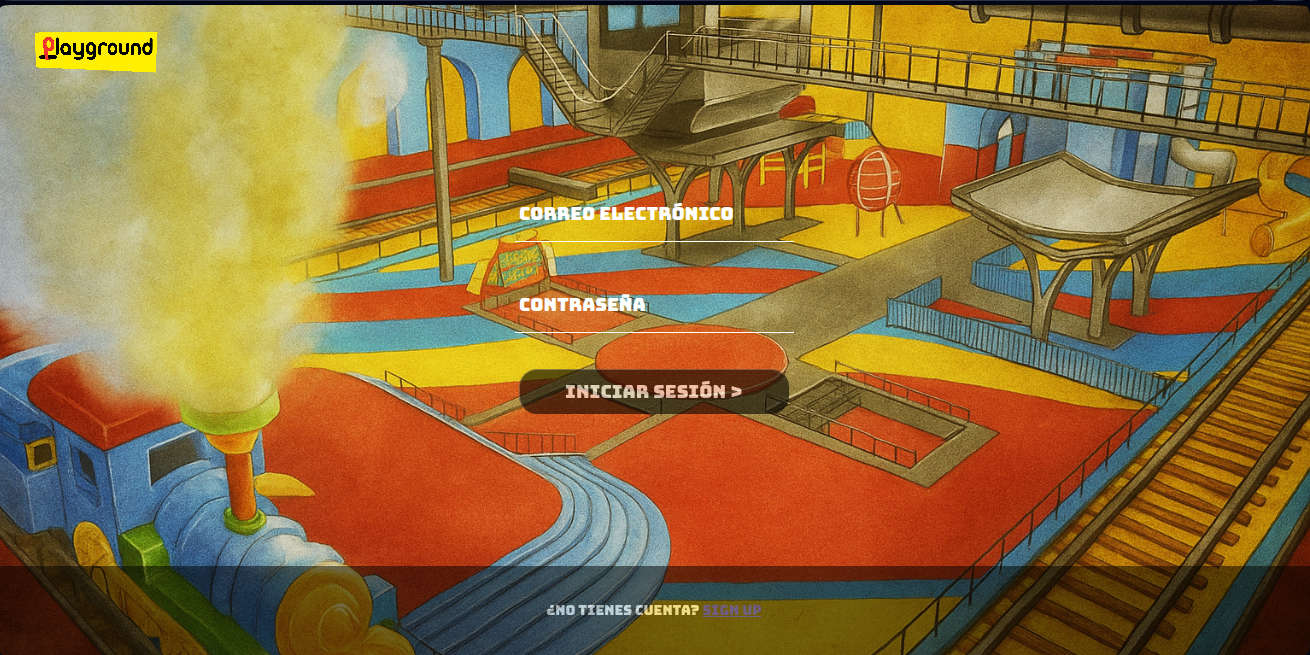 Playground
CORREO ELECTRÓNICO
CONTRASEÑA
INICIAR SESIÓN >
¿NO TIENES CUENTA? SIGN UP